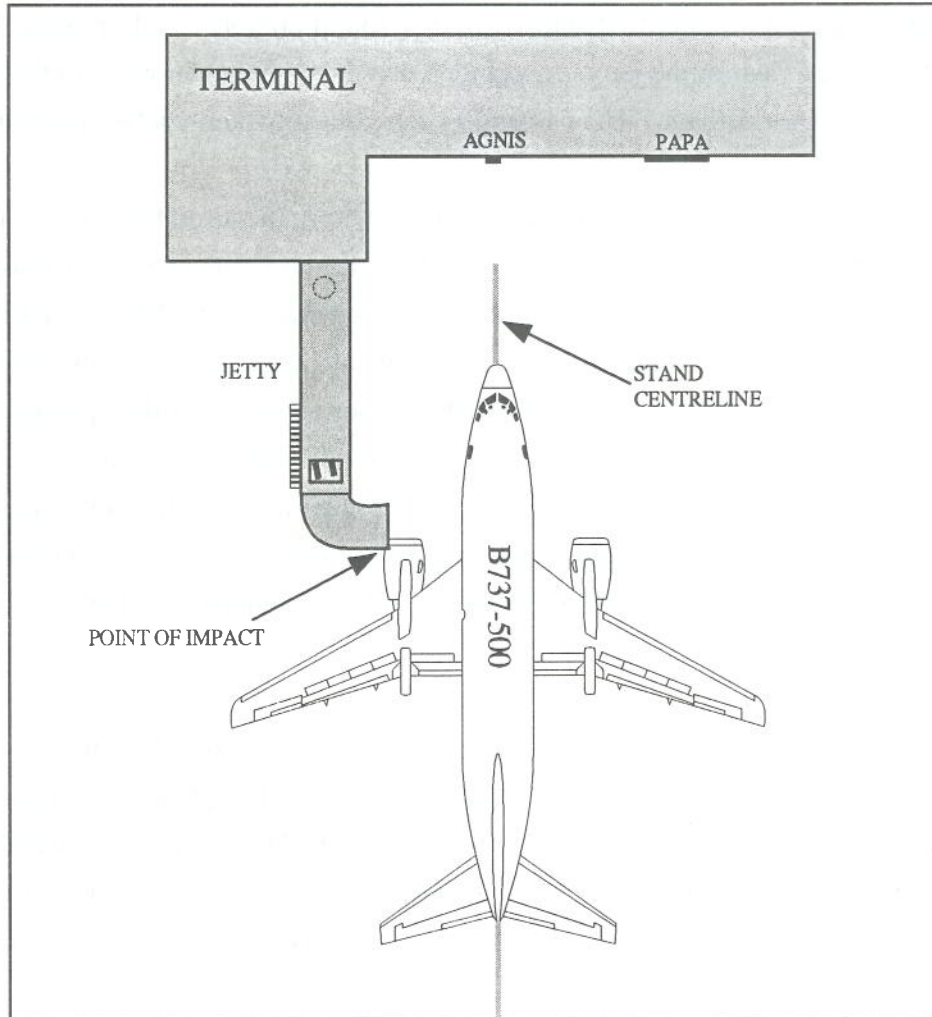 TERMINAL
AGNIS
PAPA
JETTY
STAND
CENTRELINE
B737-500
POINT OF IMPACT